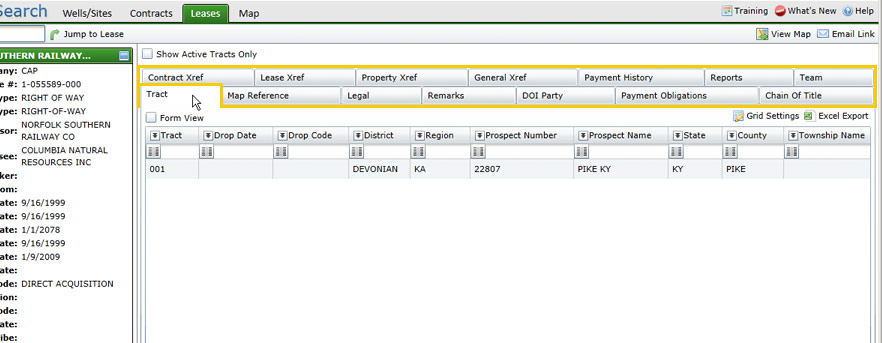 Search Wells/Sites Contracts Leases Map Training What's New Help
Jump to Lease View Map Email Link
UTHERN RAILWAY...
any: CAP
e #: 1-055589-000
ype: RIGHT OF WAY
ype: RIGHT-OF-WAY
sor: NORFOLK SOUTHERN
RAILWAY CO
see: COLUMBIA NATURAL
RESOURCES INC
ker:
om:
ate: 9/16/1999
ate: 9/16/1999
ate: 1/1/2078
ate: 9/16/1999
ate: 1/9/2009
ate:
ode: DIRECT ACQUISITION
ion:
ode:
ate:
ribe:
Show Active Tracts Only
Contract Xref Lease Xref Property Xref General Xref Payment History Reports Team
Tract Map Reference Legal Remarks DOI Party Payment Obligations Chain Of Title
Form View Grid Settings Excel Export
Tract Drop Date Drop Code District Region Prospect Number Prospect Name State County Township Name
001 DEVONIAN KA 22807 PIKE KY KY PIKE